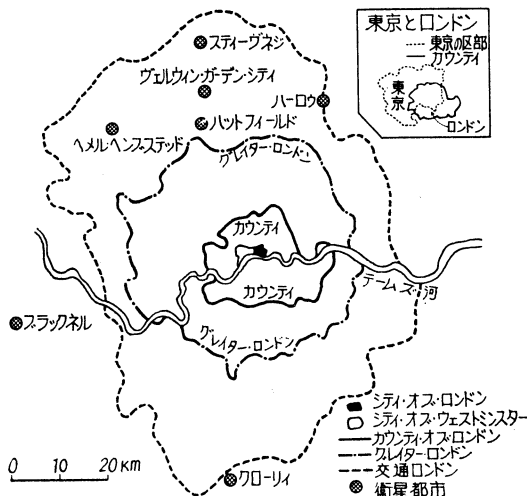 東京とロンドン
東京の区部
カウンティ
東京
ロンドン
スティーヴネジ
ヴェルウィン・ガーデン・シティ
ハーロゥ
ヘメル・ヘンプステッド
ハットフィールド
グレイター・ロンドン
カウンティ
カウンティ
テームズ河
グレイター・ロンドン
ブラックネル
クローリィ
シティ・オブ・ロンドン
シティ・オブ・ウェストミンスター
カウンティ・オブ・ロンドン
グレイター・ロンドン
交通ロンドン
衛星都市
0 10 20 KM